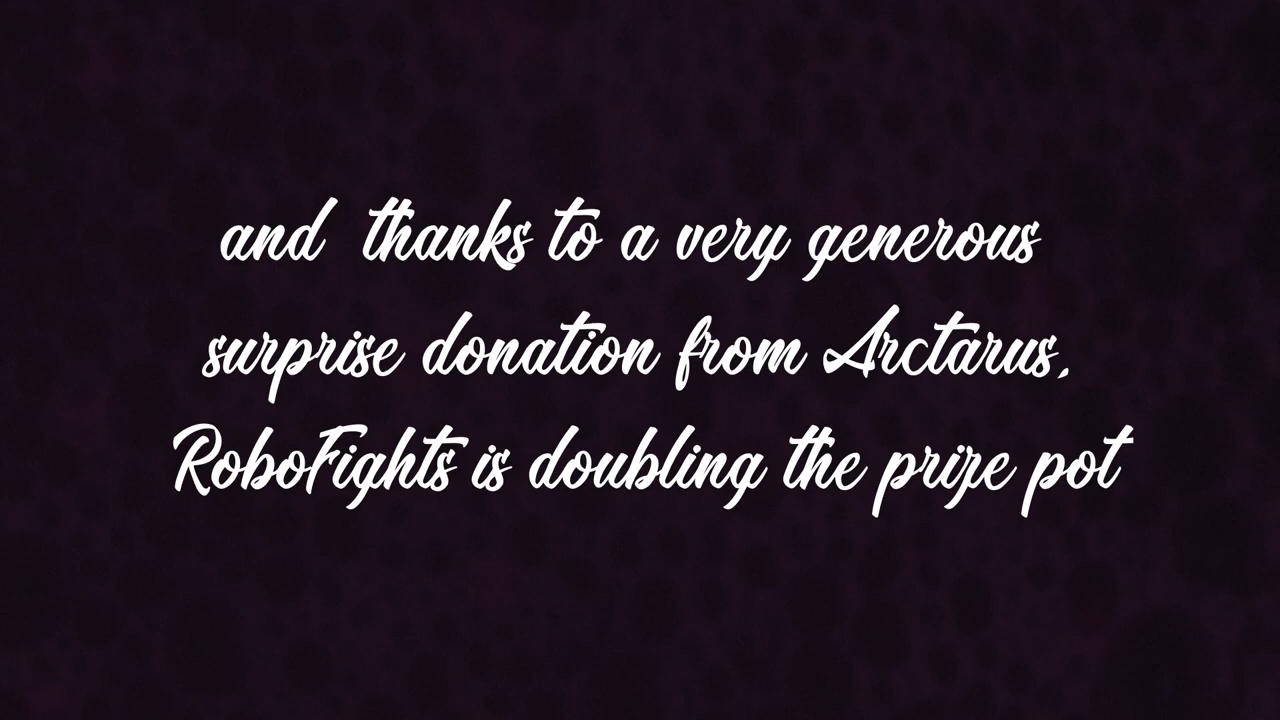 and thanks to a very generous
surprise donation from Arctarus,
RoboFights is doubling the prize pot